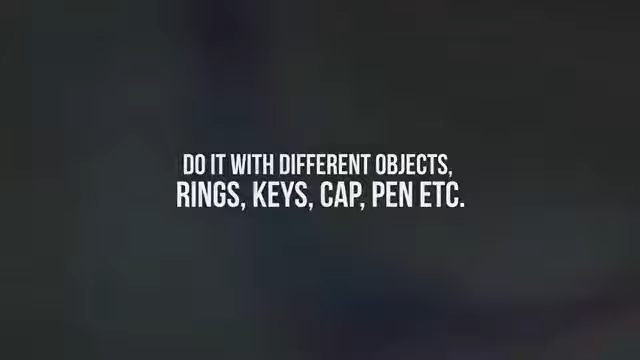 DO IT WITH DIFFERENT OBJECTS,
RINGS, KEYS, CAP, PEN ETC.